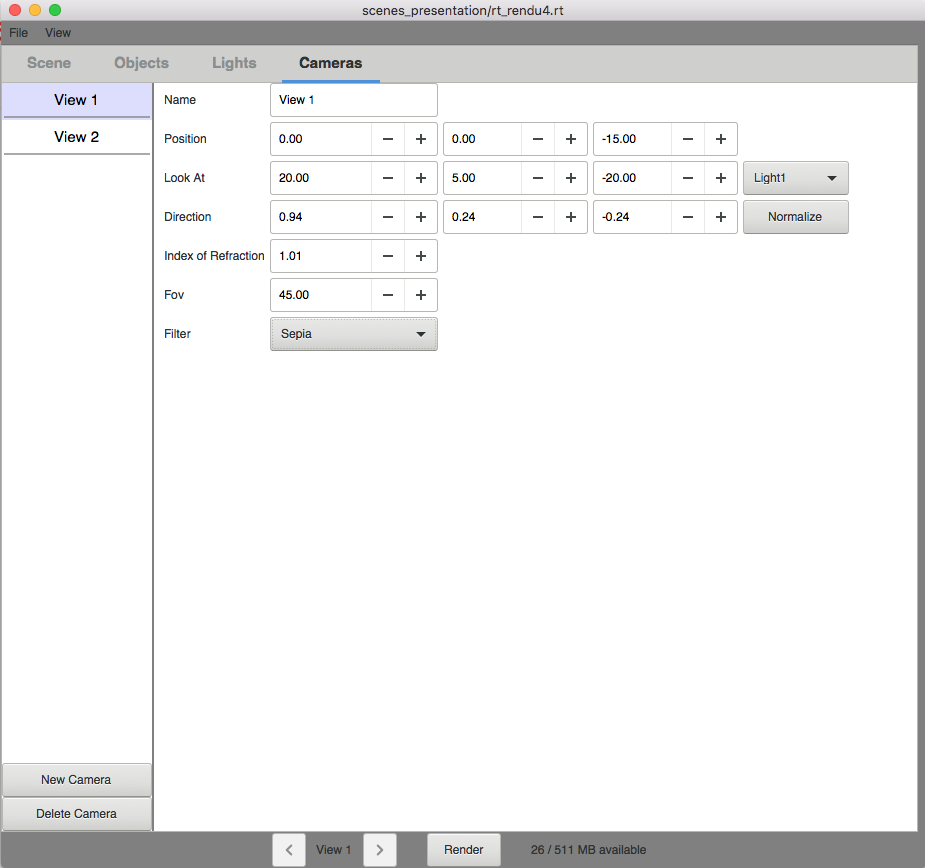 scenes_presentation/rt_rendu4.rt
File View
Scene Objects Lights Cameras
View 1
View 2
Name View 1
Position 0.00 0.00 -15.00
Look At 20.00 5.00 -20.00 Light1
Direction 0.94 0.24 -0.24 Normalize
Index of Refraction 1.01
Fov 45.00
Filter Sepia
New Camera
Delete Camera
View 1 Render 26 / 511 MB available